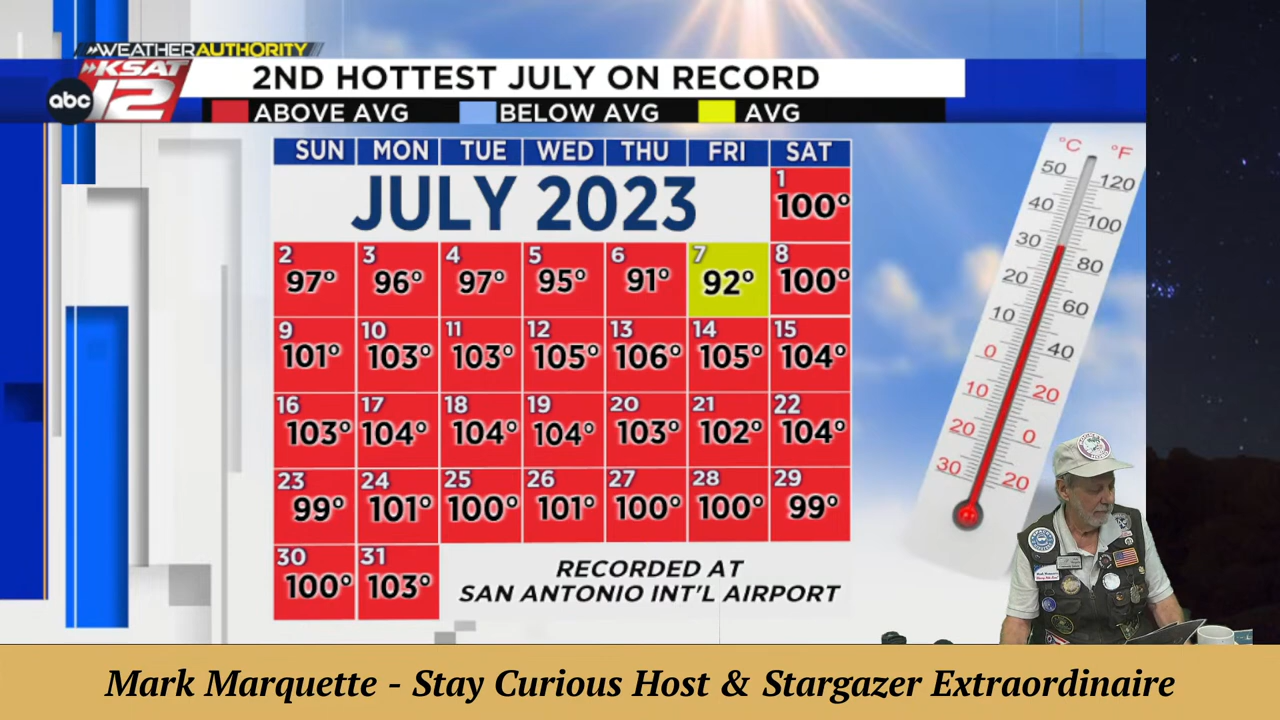 WEATHERAUTHORITY
KSAT
abc 12
2ND HOTTEST JULY ON RECORD
ABOVE AVG BELOW AVG AVG
SUN MON TUE WED THU FRI SAT
JULY 2023
1
100°
2 3 4 5 6 7 8
97° 96° 97° 95° 91° 92° 100°
9 10 11 12 13 14 15
101° 103° 103° 105° 106° 105° 104°
16 17 18 19 20 21 22
103° 104° 104° 104° 103° 102° 104°
23 24 25 26 27 28 29
99° 101° 100° 101° 100° 100° 99°
30 31
100° 103°
RECORDED AT
SAN ANTONIO INT'L AIRPORT
°C °F
50 120
40 100
30 80
20 60
10 40
0 20
10 0
20 20
30
Mark Marquette - Stay Curious Host & Stargazer Extraordinaire